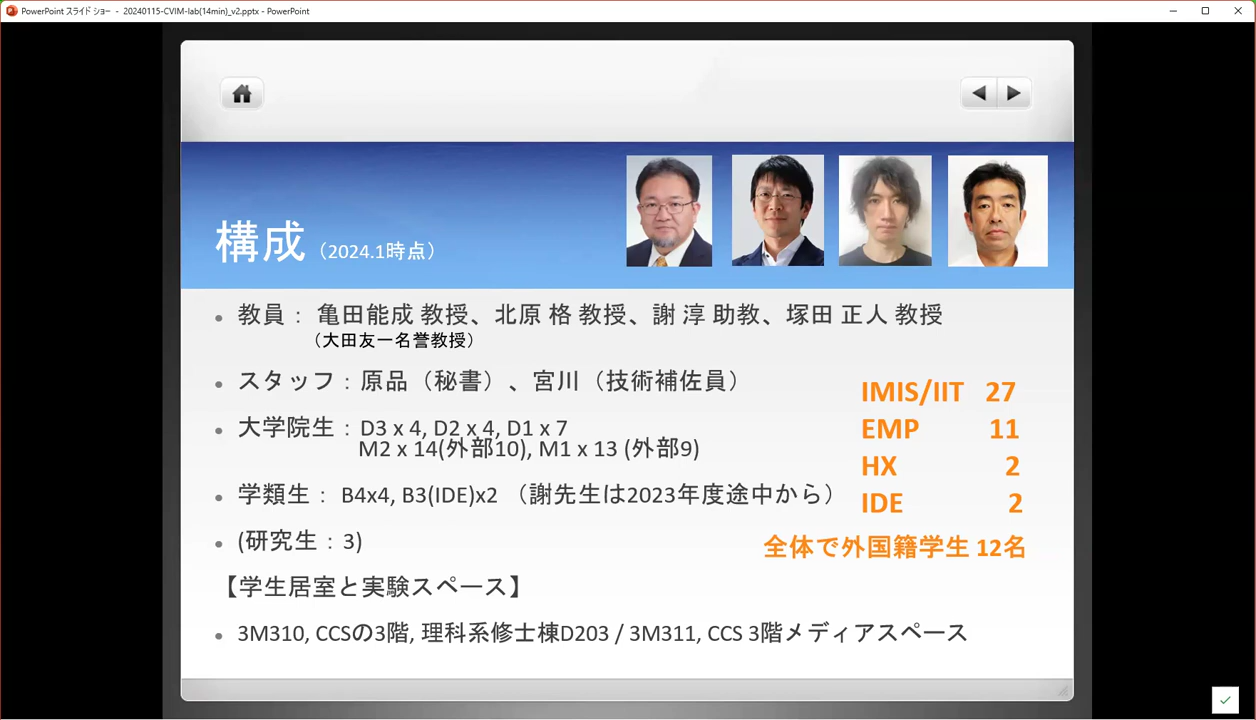 PowerPoint スライド ショー - 20240115-CVIM-lab(14min)_v2.pptx - PowerPoint
構成（2024.1時点）
教員： 亀田能成 教授、北原 格 教授、謝 淳 助教、塚田 正人 教授
（大田友一名誉教授）
スタッフ：原品（秘書）、宮川（技術補佐員）
大学院生：D3 x 4, D2 x 4, D1 x 7
M2 x 14(外部10), M1 x 13 (外部9)
学類生： B4x4, B3(IDE)x2 （謝先生は2023年度途中から）
(研究生：3)
IMIS/IIT 27
EMP 11
HX 2
IDE 2
全体で外国籍学生 12名
【学生居室と実験スペース】
3M310, CCSの3階, 理科系修士棟D203 / 3M311, CCS 3階メディアスペース